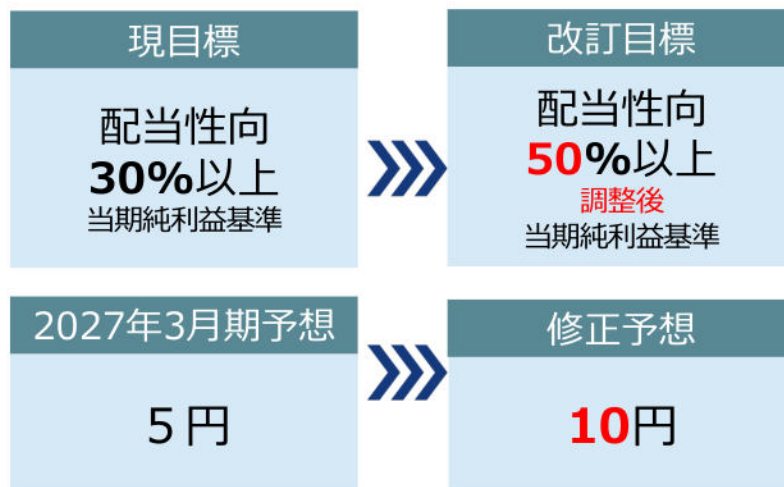 現目標
配当性向
30%以上
当期純利益基準
改訂目標
配当性向
50%以上
調整後
当期純利益基準
2027年3月期予想
5円
修正予想
10円